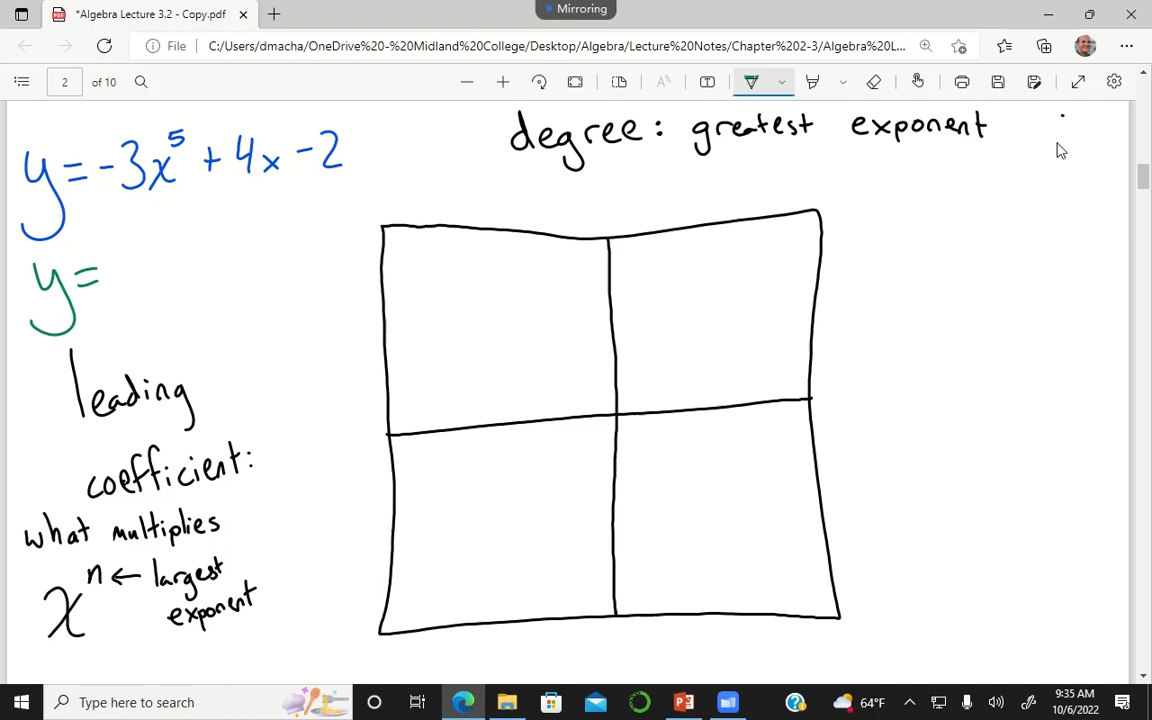 Mirroring
*Algebra Lecture 3.2 - Copy.pdf
File C:/Users/dmacha/OneDrive%20-%20Midland%20College/Desktop/Algebra/Lecture%20Notes/Chapter%202-3/Algebra%20L...
2 of 10
degree: greatest exponent
y = -3x⁵ + 4x - 2
y =
leading
coefficient:
what multiplies
xⁿ ← largest
exponent
Type here to search
64°F
9:35 AM
10/6/2022